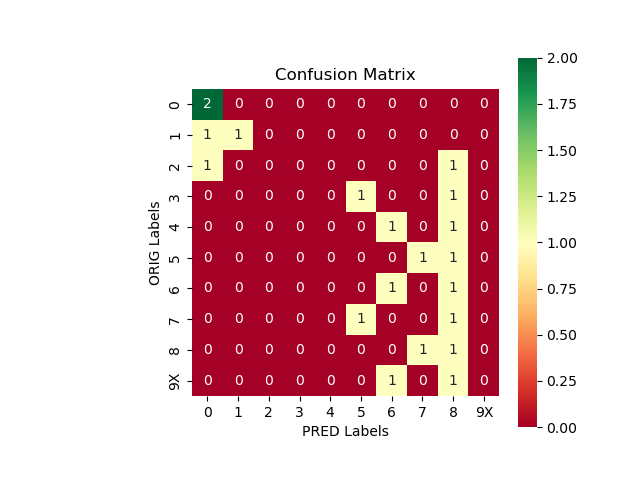 Confusion Matrix
ORIG Labels
0 2 0 0 0 0 0 0 0 0 0
1 1 1 0 0 0 0 0 0 0 0
2 1 0 0 0 0 0 0 0 1 0
3 0 0 0 0 0 1 0 0 1 0
4 0 0 0 0 0 0 1 0 1 0
5 0 0 0 0 0 0 0 1 1 0
6 0 0 0 0 0 0 1 0 1 0
7 0 0 0 0 0 1 0 0 1 0
8 0 0 0 0 0 0 0 1 1 0
9X 0 0 0 0 0 0 1 0 1 0
0 1 2 3 4 5 6 7 8 9X
PRED Labels
2.00
1.75
1.50
1.25
1.00
0.75
0.50
0.25
0.00